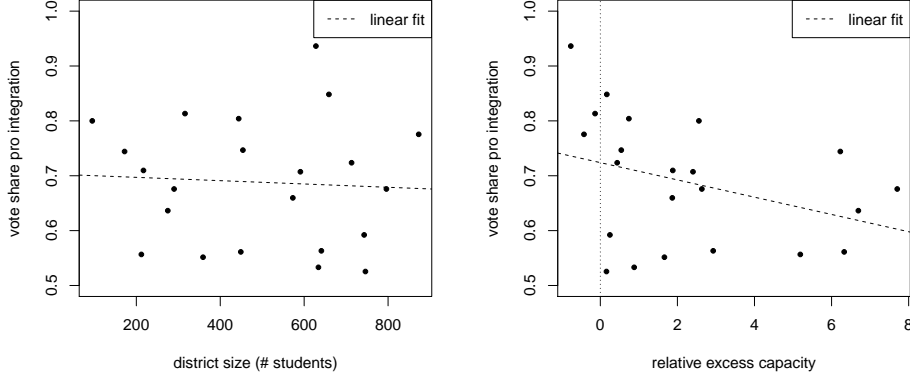 vote share pro integration
1.0
0.9
0.8
0.7
0.6
0.5
linear fit
200 400 600 800
district size (# students)
vote share pro integration
1.0
0.9
0.8
0.7
0.6
0.5
linear fit
0 2 4 6 8
relative excess capacity